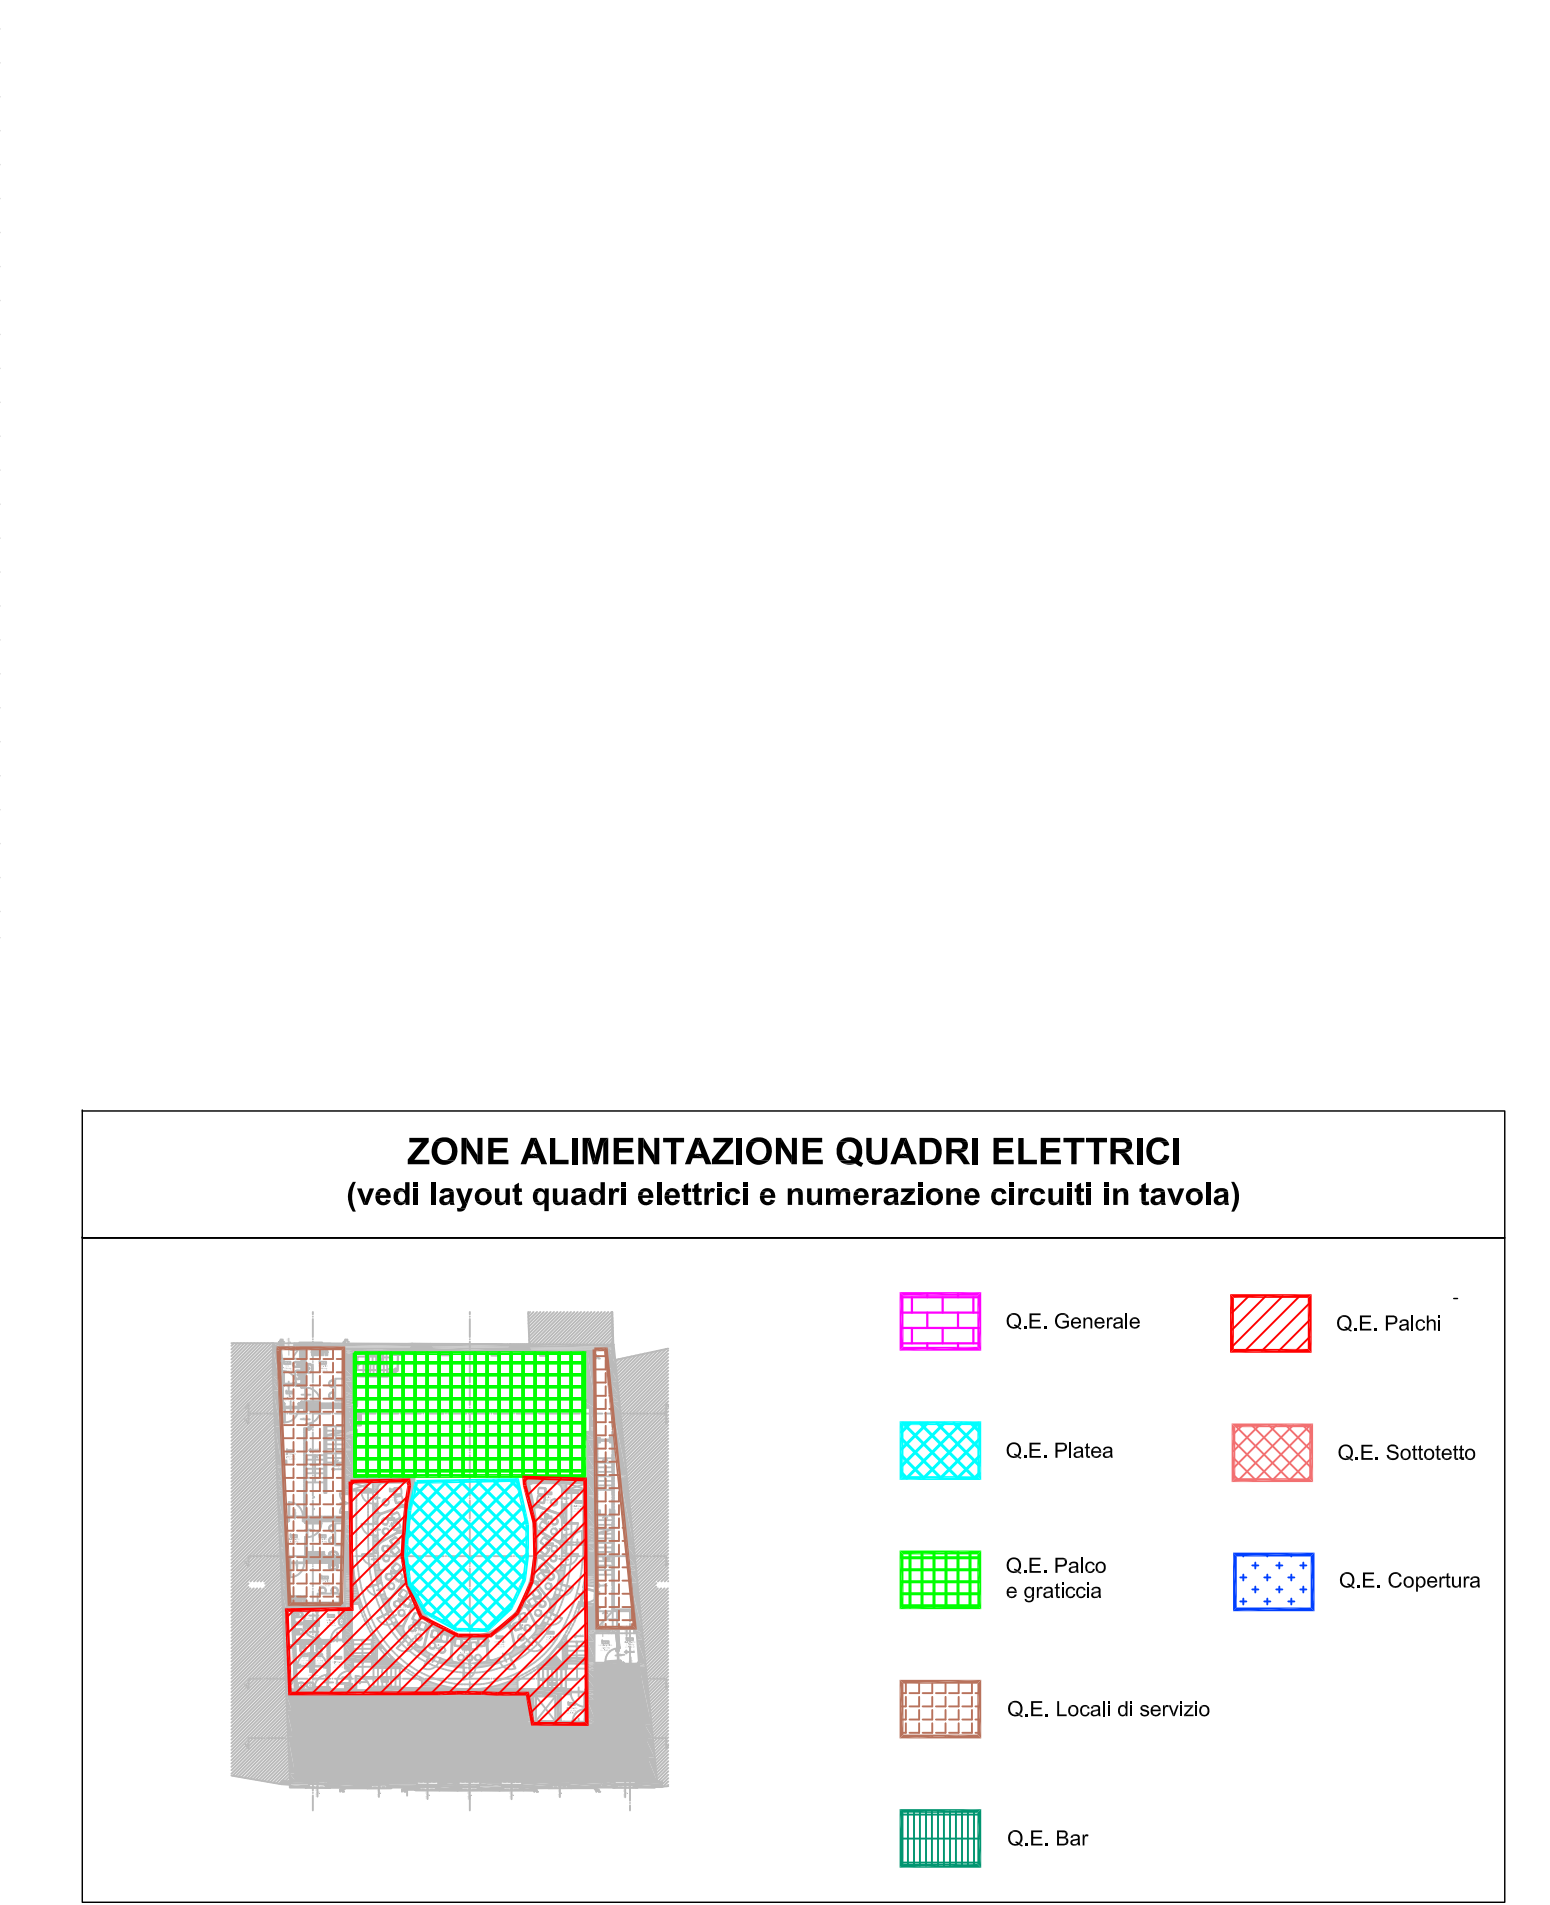 ZONE ALIMENTAZIONE QUADRI ELETTRICI
(vedi layout quadri elettrici e numerazione circuiti in tavola)
Q.E. Generale
Q.E. Palchi
Q.E. Platea
Q.E. Sottotetto
Q.E. Palco
e graticcia
Q.E. Copertura
Q.E. Locali di servizio
Q.E. Bar